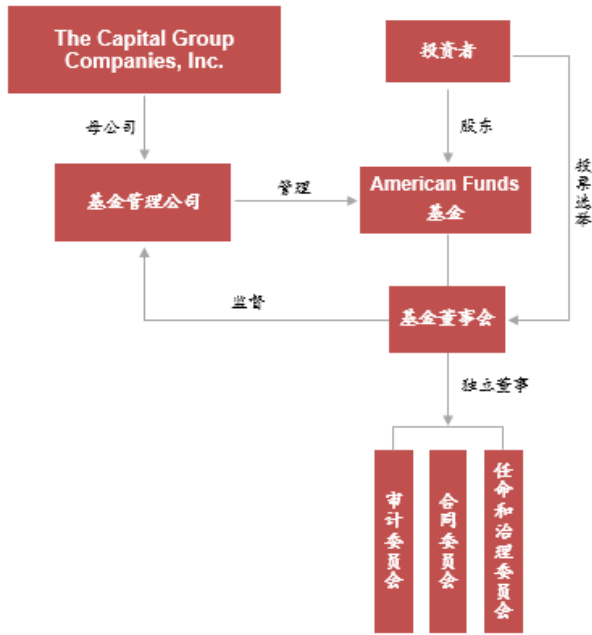 The Capital Group
Companies, Inc.
投资者
母公司
股东
投票选举
基金管理公司
管理
American Funds
基金
监督
基金董事会
独立董事
审计委员会
合同委员会
任命和治理委员会